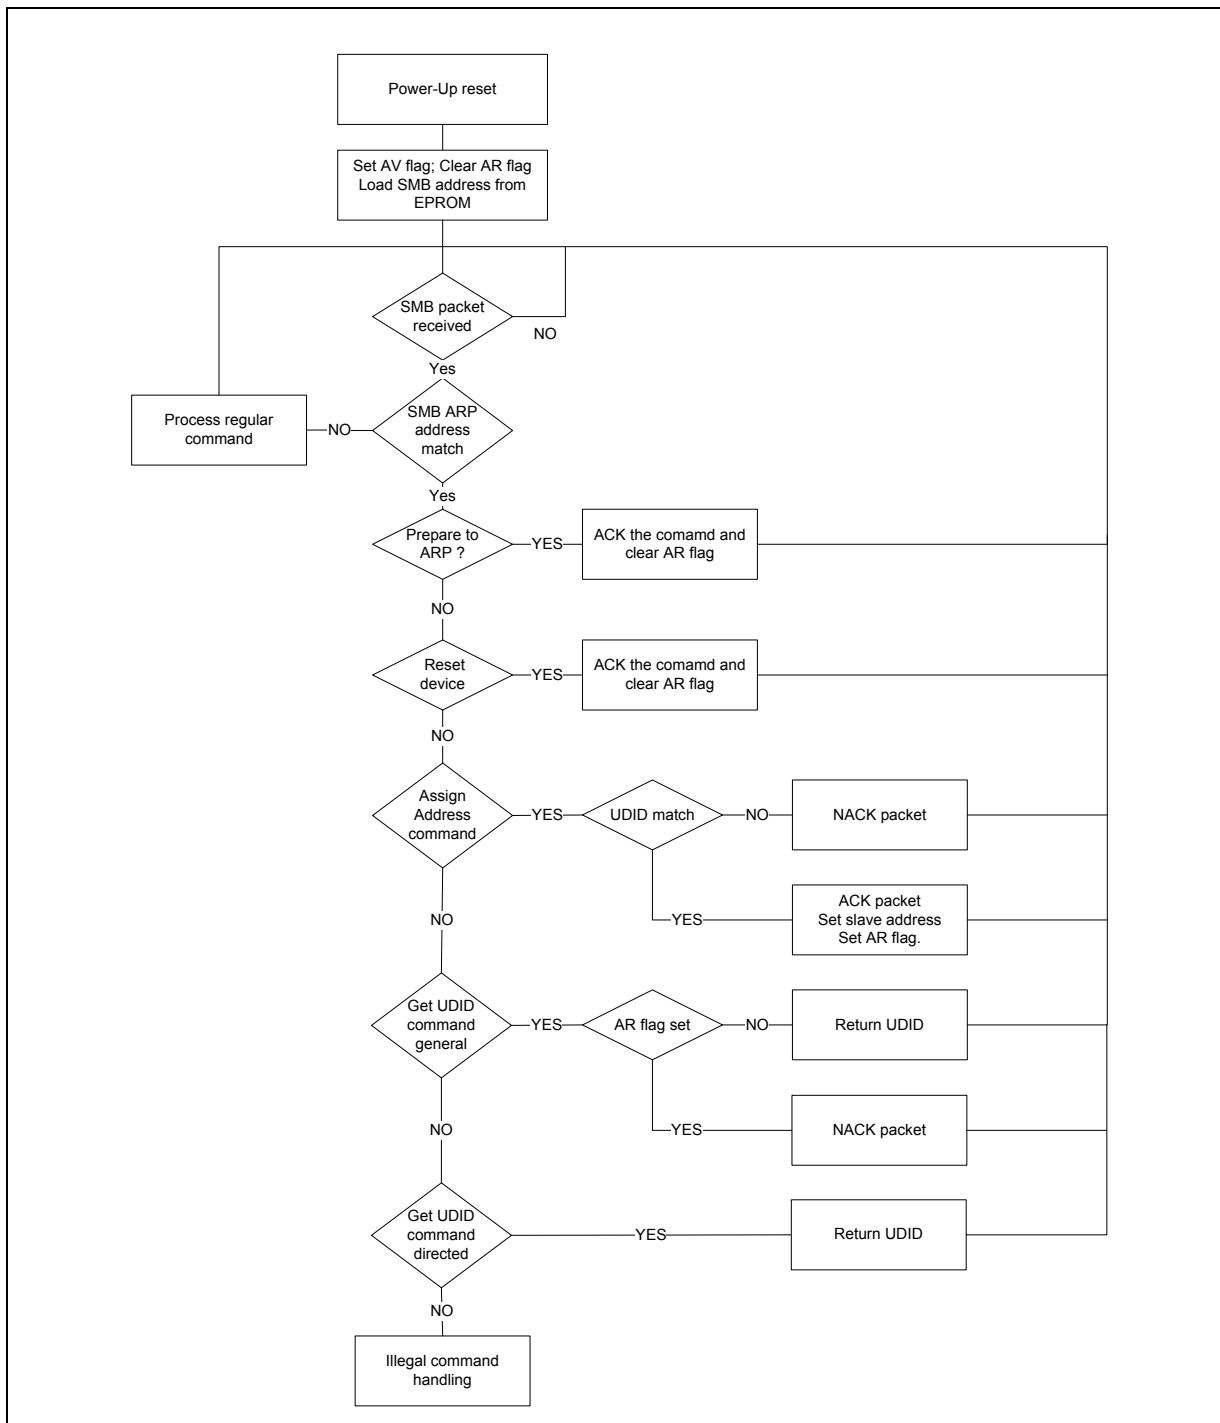 Power-Up reset
Set AV flag; Clear AR flag
Load SMB address from
EPROM
SMB packet
received
NO
Yes
Process regular
command
NO
SMB ARP
address
match
Yes
Prepare to
ARP ?
YES
ACK the comamd and
clear AR flag
NO
Reset
device
YES
ACK the comamd and
clear AR flag
NO
Assign
Address
command
YES
UDID match
NO
NACK packet
YES
ACK packet
Set slave address
Set AR flag.
NO
Get UDID
command
general
YES
AR flag set
NO
Return UDID
YES
NACK packet
NO
Get UDID
command
directed
YES
Return UDID
NO
Illegal command
handling